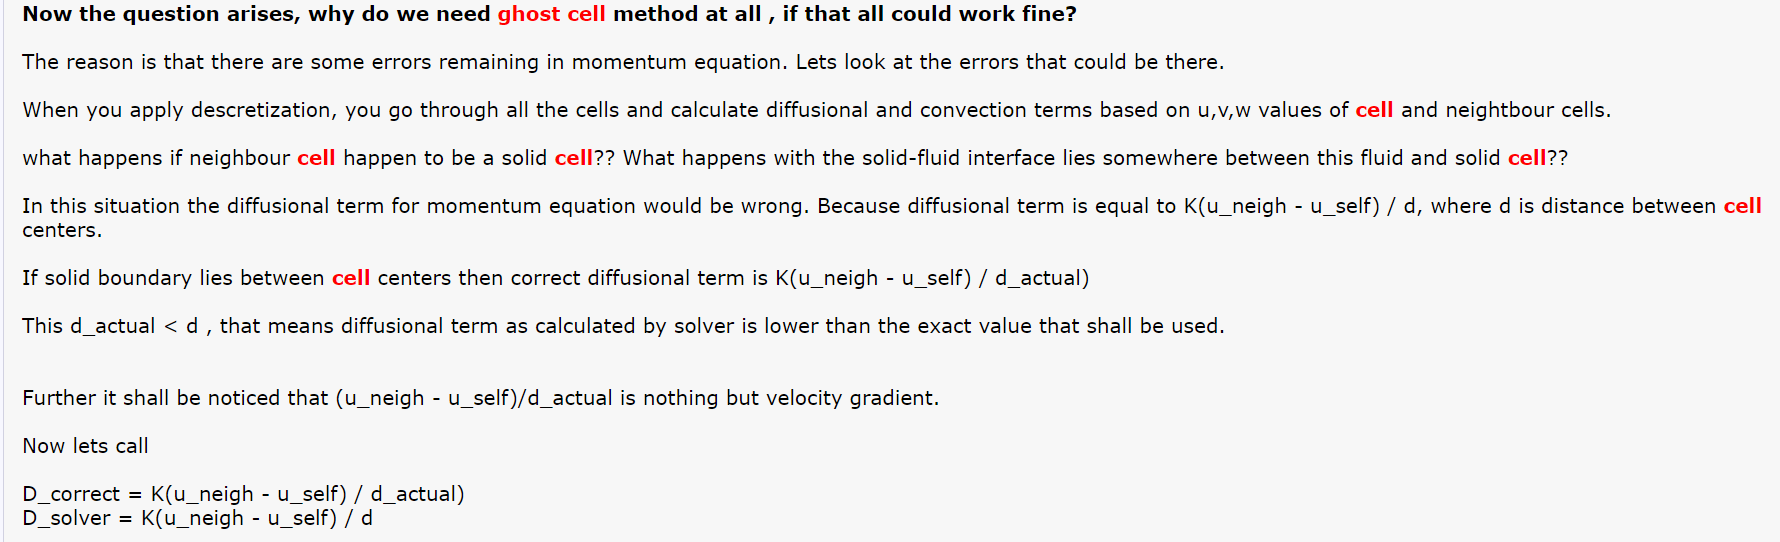 Now the question arises, why do we need ghost cell method at all , if that all could work fine?
The reason is that there are some errors remaining in momentum equation. Lets look at the errors that could be there.
When you apply descretization, you go through all the cells and calculate diffusional and convection terms based on u,v,w values of cell and neightbour cells.
what happens if neighbour cell happen to be a solid cell?? What happens with the solid-fluid interface lies somewhere between this fluid and solid cell??
In this situation the diffusional term for momentum equation would be wrong. Because diffusional term is equal to K(u_neigh - u_self) / d, where d is distance between cell
centers.
If solid boundary lies between cell centers then correct diffusional term is K(u_neigh - u_self) / d_actual)
This d_actual < d , that means diffusional term as calculated by solver is lower than the exact value that shall be used.
Further it shall be noticed that (u_neigh - u_self)/d_actual is nothing but velocity gradient.
Now lets call
D_correct = K(u_neigh - u_self) / d_actual)
D_solver = K(u_neigh - u_self) / d